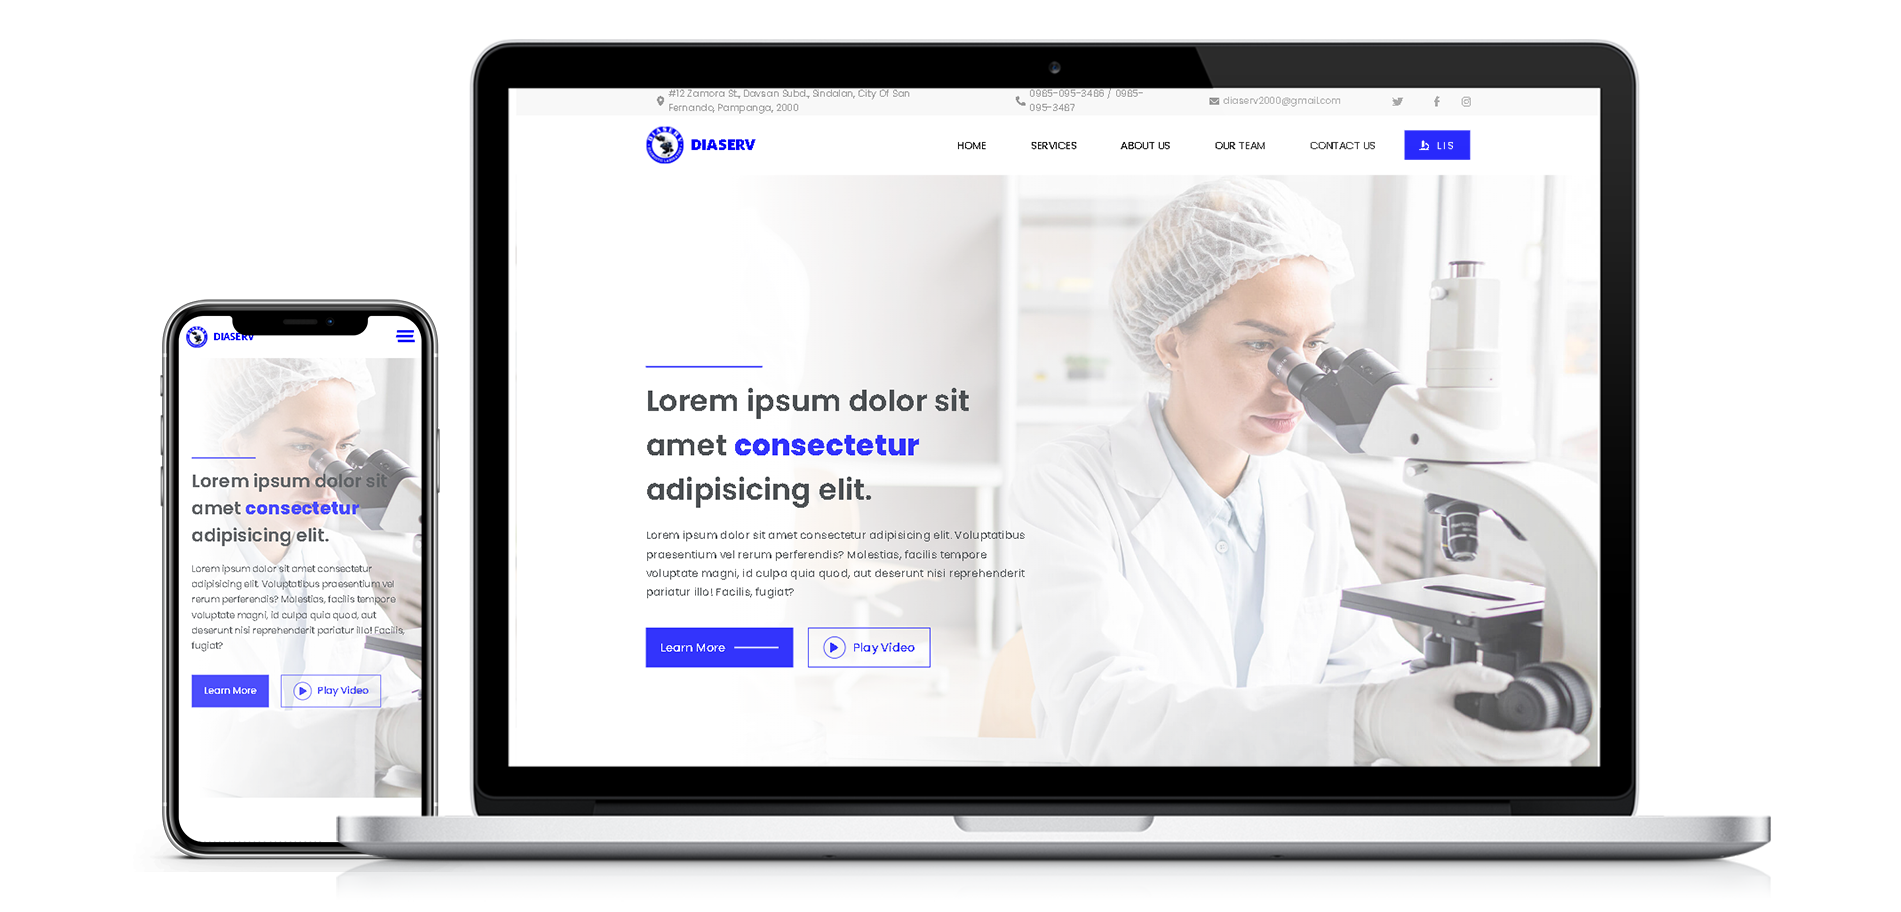 #12 Zamora St., Davsan Subd., Sindalan, City Of San
Fernando, Pampanga, 2000
0985-095-3486 / 0985-
095-3487
diaserv2000@gmail.com
DIASERV
HOME
SERVICES
ABOUT US
OUR TEAM
CONTACT US
LIS
Lorem ipsum dolor sit
amet consectetur
adipisicing elit.
Lorem ipsum dolor sit amet consectetur adipisicing elit. Voluptatibus
praesentium vel rerum perferendis? Molestias, facilis tempore
voluptate magni, id culpa quia quod, aut deserunt nisi reprehenderit
pariatur illo! Facilis, fugiat?
Learn More
Play Video
DIASERV
Lorem ipsum dolor sit
amet consectetur
adipisicing elit.
Lorem ipsum dolor sit amet consectetur
adipisicing elit. Voluptatibus praesentium vel
rerum perferendis? Molestias, facilis tempore
voluptate magni, id culpa quia quod, aut
deserunt nisi reprehenderit pariatur illo! Facilis,
fugiat?
Learn More
Play Video